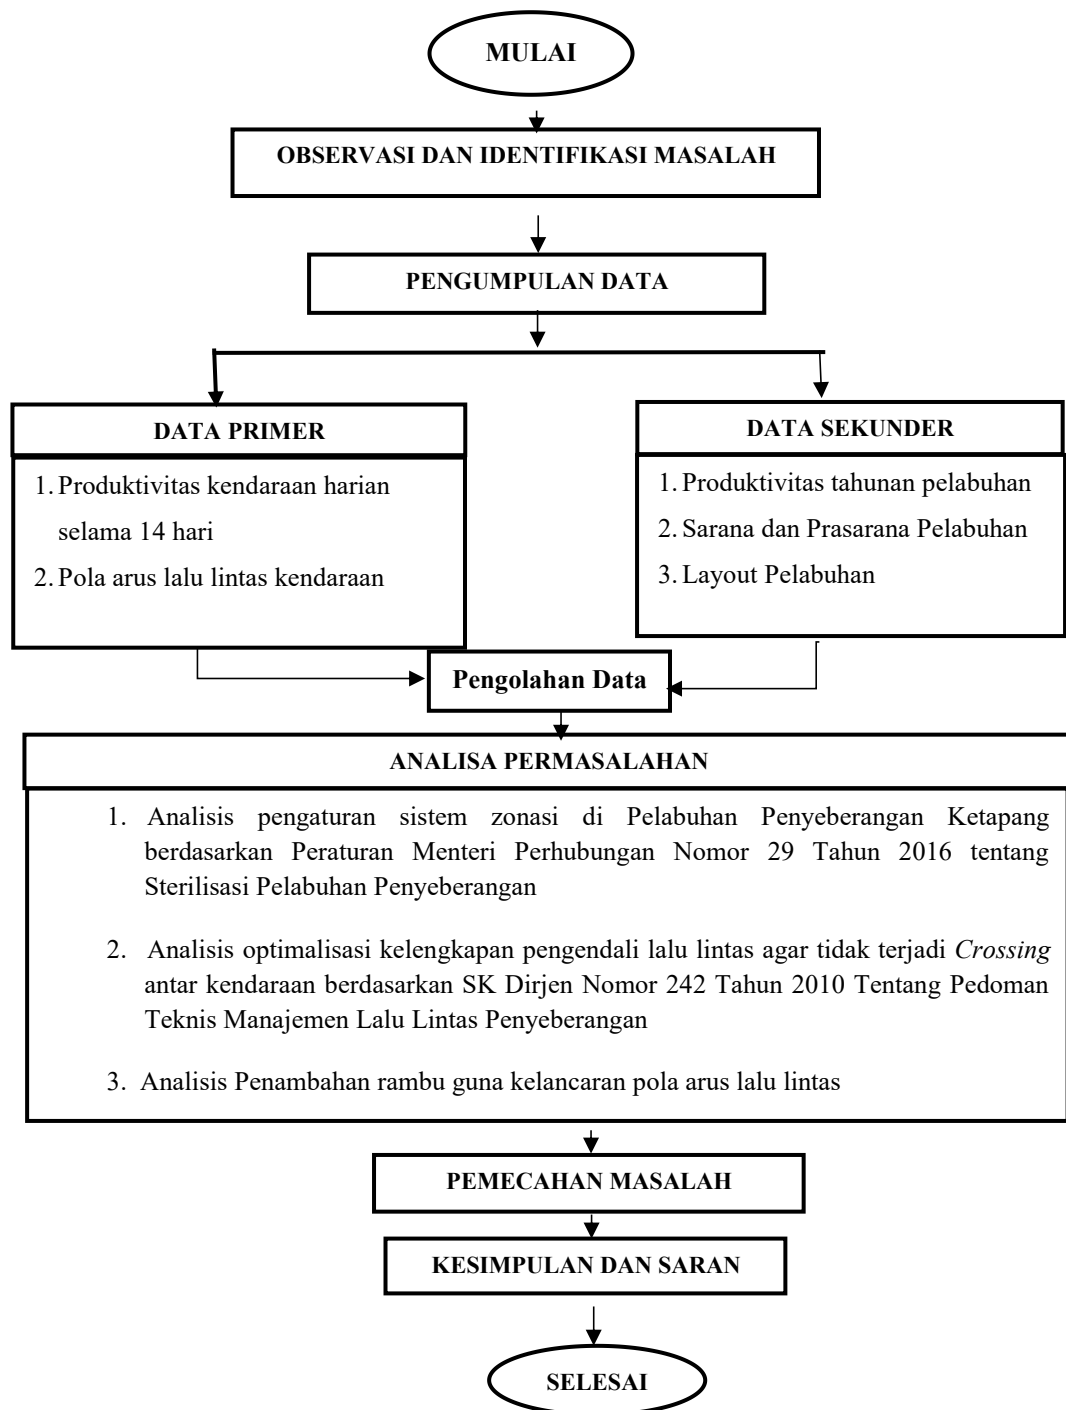 MULAI
OBSERVASI DAN IDENTIFIKASI MASALAH
PENGUMPULAN DATA
DATA PRIMER
1. Produktivitas kendaraan harian
selama 14 hari
2. Pola arus lalu lintas kendaraan
DATA SEKUNDER
1. Produktivitas tahunan pelabuhan
2. Sarana dan Prasarana Pelabuhan
3. Layout Pelabuhan
Pengolahan Data
ANALISA PERMASALAHAN
1. Analisis pengaturan sistem zonasi di Pelabuhan Penyeberangan Ketapang
berdasarkan Peraturan Menteri Perhubungan Nomor 29 Tahun 2016 tentang
Sterilisasi Pelabuhan Penyeberangan
2. Analisis optimalisasi kelengkapan pengendali lalu lintas agar tidak terjadi Crossing
antar kendaraan berdasarkan SK Dirjen Nomor 242 Tahun 2010 Tentang Pedoman
Teknis Manajemen Lalu Lintas Penyeberangan
3. Analisis Penambahan rambu guna kelancaran pola arus lalu lintas
PEMECAHAN MASALAH
KESIMPULAN DAN SARAN
SELESAI